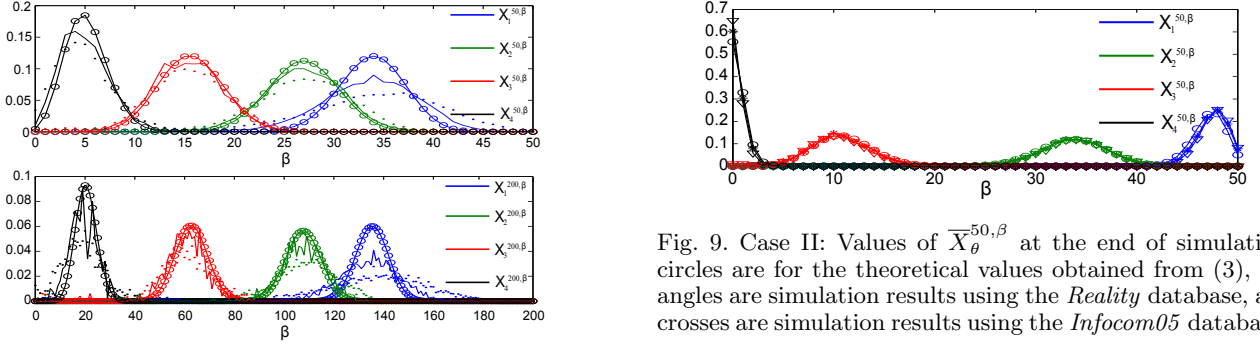 0.2
0.15
0.1
0.05
0
0 5 10 15 20 25 30 35 40 45 50
β
X₁^50,β
X₂^50,β
X₃^50,β
X₄^50,β
0.1
0.08
0.06
0.04
0.02
0
0 20 40 60 80 100 120 140 160 180 200
β
X₁^200,β
X₂^200,β
X₃^200,β
X₄^200,β
0.7
0.6
0.5
0.4
0.3
0.2
0.1
0
0 10 20 30 40 50
β
X₁^50,β
X₂^50,β
X₃^50,β
X₄^50,β
Fig. 9. Case II: Values of X̅_θ^50,β at the end of simulati
circles are for the theoretical values obtained from (3),
angles are simulation results using the Reality database, a
crosses are simulation results using the Infocom05 databa